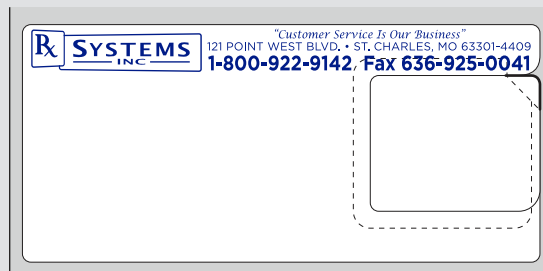 Rx SYSTEMS
INC
"Customer Service Is Our Business"
121 POINT WEST BLVD. • ST. CHARLES, MO 63301-4409
1-800-922-9142 Fax 636-925-0041